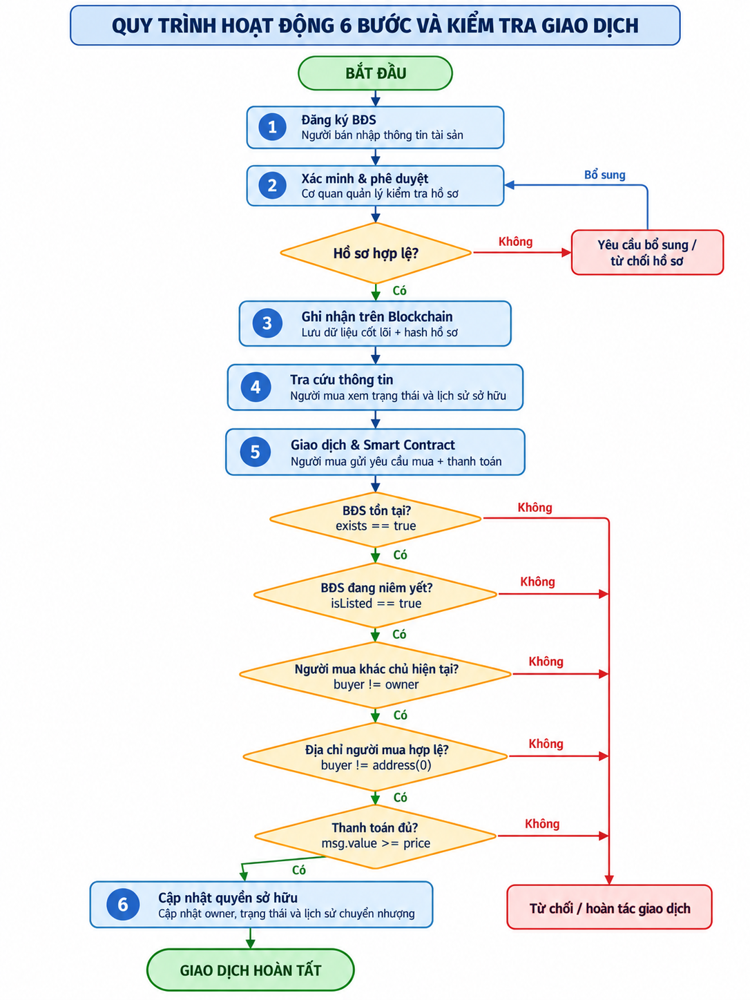 QUY TRÌNH HOẠT ĐỘNG 6 BƯỚC VÀ KIỂM TRA GIAO DỊCH
BẮT ĐẦU
1
Đăng ký BĐS
Người bán nhập thông tin tài sản
2
Xác minh & phê duyệt
Cơ quan quản lý kiểm tra hồ sơ
Bổ sung
Hồ sơ hợp lệ?
Không
Yêu cầu bổ sung /
từ chối hồ sơ
Có
3
Ghi nhận trên Blockchain
Lưu dữ liệu cốt lõi + hash hồ sơ
4
Tra cứu thông tin
Người mua xem trạng thái và lịch sử sở hữu
5
Giao dịch & Smart Contract
Người mua gửi yêu cầu mua + thanh toán
BĐS tồn tại?
exists == true
Không
Có
BĐS đang niêm yết?
isListed == true
Không
Có
Người mua khác chủ hiện tại?
buyer != owner
Không
Có
Địa chỉ người mua hợp lệ?
buyer != address(0)
Không
Có
Thanh toán đủ?
msg.value >= price
Không
Có
6
Cập nhật quyền sở hữu
Cập nhật owner, trạng thái và lịch sử chuyển nhượng
Từ chối / hoàn tác giao dịch
GIAO DỊCH HOÀN TẤT